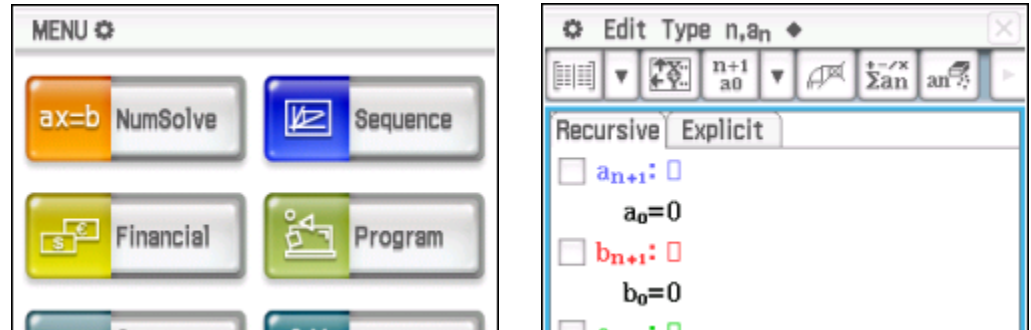 MENU
ax=b NumSolve
Sequence
$ € Financial
Program
Edit Type n,aₙ
n+1
a0
+-/×
Σan
an
Recursive Explicit
aₙ₊₁:
a₀=0
bₙ₊₁:
b₀=0